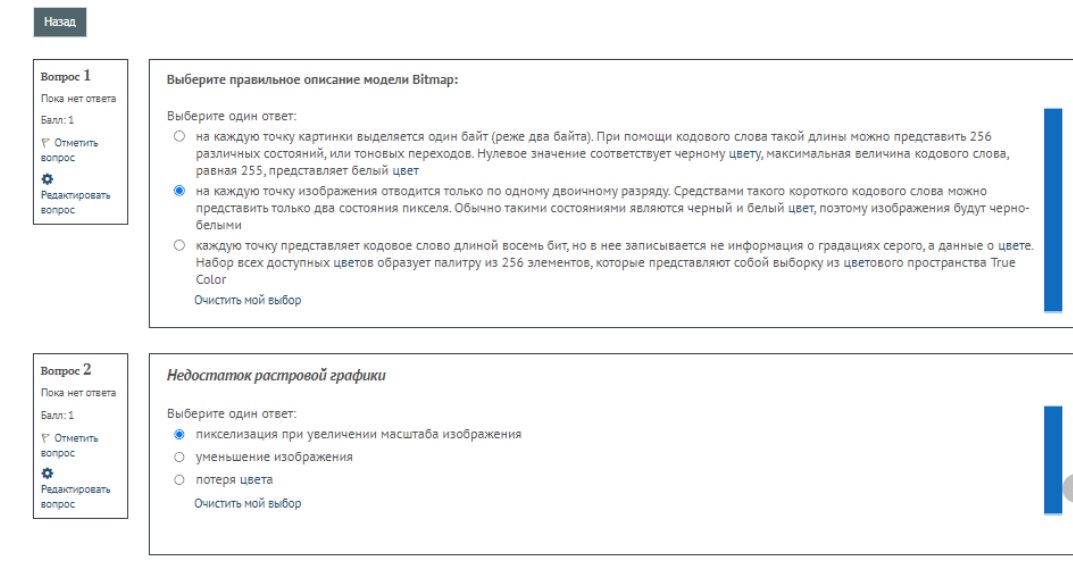 Назад
Вопрос 1
Пока нет ответа
Балл: 1
Отметить
вопрос
Редактировать
вопрос
Выберите правильное описание модели Bitmap:
Выберите один ответ:
на каждую точку картинки выделяется один байт (реже два байта). При помощи кодового слова такой длины можно представить 256
различных состояний, или тоновых переходов. Нулевое значение соответствует черному цвету, максимальная величина кодового слова,
равная 255, представляет белый цвет
на каждую точку изображения отводится только по одному двоичному разряду. Средствами такого короткого кодового слова можно
представить только два состояния пикселя. Обычно такими состояниями являются черный и белый цвет, поэтому изображения будут черно-
белыми
каждую точку представляет кодовое слово длиной восемь бит, но в нее записывается не информация о градациях серого, а данные о цвете.
Набор всех доступных цветов образует палитру из 256 элементов, которые представляют собой выборку из цветового пространства True
Color
Очистить мой выбор
Вопрос 2
Пока нет ответа
Балл: 1
Отметить
вопрос
Редактировать
вопрос
Недостаток растровой графики
Выберите один ответ:
пикселизация при увеличении масштаба изображения
уменьшение изображения
потеря цвета
Очистить мой выбор